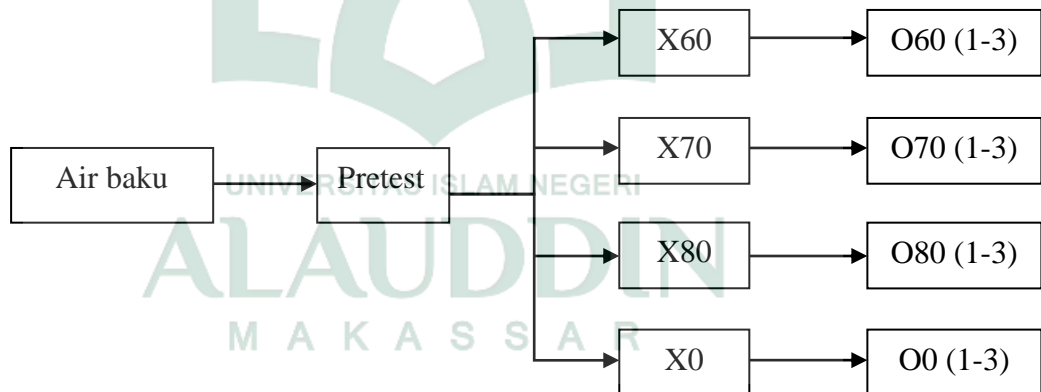 X60 O60 (1-3)
X70 O70 (1-3)
Air baku Pretest
UNIVERSITAS ISLAM NEGERI
X80 O80 (1-3)
ALAUDDIN
MAKASSAR
X0 O0 (1-3)